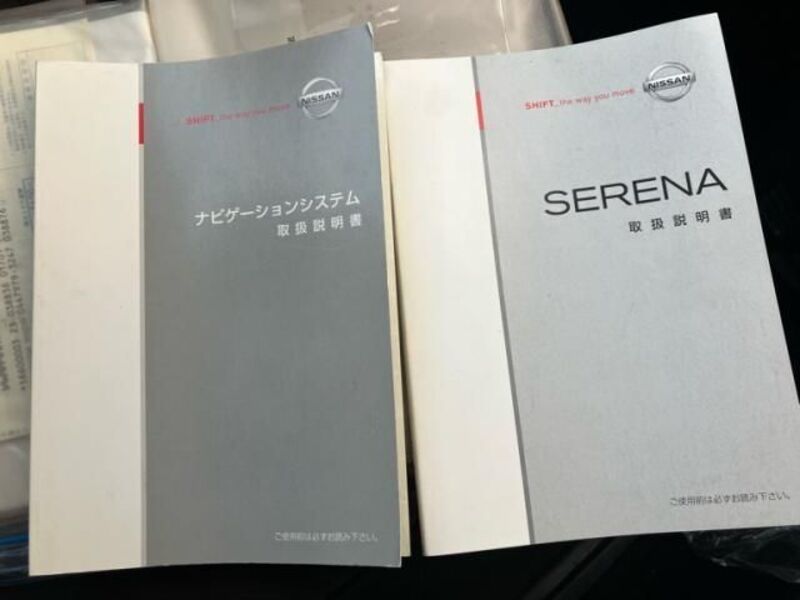 SHIFT_the way you move
NISSAN
ナビゲーションシステム
取扱説明書
ご使用前は必ずお読み下さい。
SHIFT_the way you move
NISSAN
SERENA
取扱説明書
ご使用前は必ずお読み下さい。